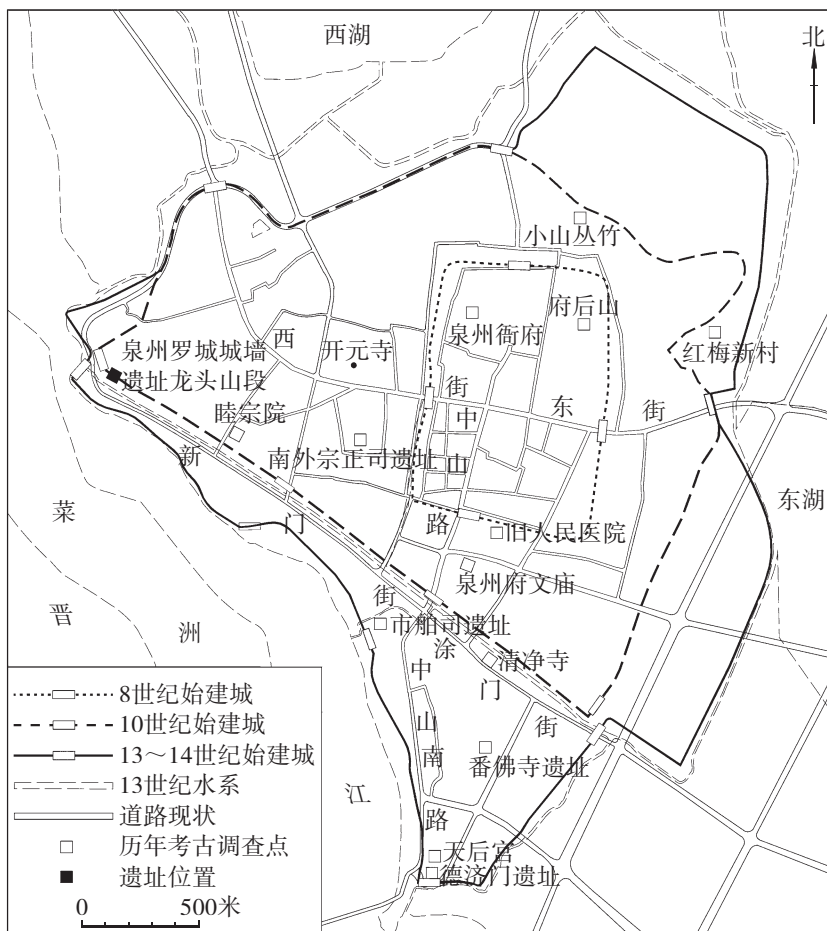 西湖
北
小山丛竹
府后山
泉州衙府
红梅新村
泉州罗城城墙
遗址龙头山段
西街
开元寺
东街
中山路
睦宗院
南外宗正司遗址
新门街
旧人民医院
东湖
泉州府文庙
菜洲
晋江
市舶司遗址
清净寺
涂门街
中山南路
番佛寺遗址
天后宫
德济门遗址
8世纪始建城
10世纪始建城
13～14世纪始建城
13世纪水系
道路现状
历年考古调查点
遗址位置
0 500米